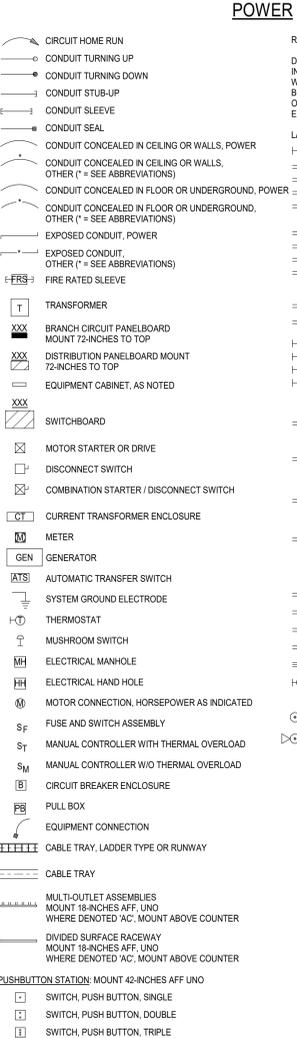 POWER
CIRCUIT HOME RUN
CONDUIT TURNING UP
CONDUIT TURNING DOWN
CONDUIT STUB-UP
CONDUIT SLEEVE
CONDUIT SEAL
CONDUIT CONCEALED IN CEILING OR WALLS, POWER
* CONDUIT CONCEALED IN CEILING OR WALLS,
OTHER (* = SEE ABBREVIATIONS)
CONDUIT CONCEALED IN FLOOR OR UNDERGROUND, POWER
* CONDUIT CONCEALED IN FLOOR OR UNDERGROUND,
OTHER (* = SEE ABBREVIATIONS)
EXPOSED CONDUIT, POWER
* EXPOSED CONDUIT,
OTHER (* = SEE ABBREVIATIONS)
FRS FIRE RATED SLEEVE
T TRANSFORMER
XXX BRANCH CIRCUIT PANELBOARD
MOUNT 72-INCHES TO TOP
XXX DISTRIBUTION PANELBOARD MOUNT
72-INCHES TO TOP
EQUIPMENT CABINET, AS NOTED
XXX
SWITCHBOARD
MOTOR STARTER OR DRIVE
DISCONNECT SWITCH
COMBINATION STARTER / DISCONNECT SWITCH
CT CURRENT TRANSFORMER ENCLOSURE
M METER
GEN GENERATOR
ATS AUTOMATIC TRANSFER SWITCH
SYSTEM GROUND ELECTRODE
T THERMOSTAT
MUSHROOM SWITCH
MH ELECTRICAL MANHOLE
HH ELECTRICAL HAND HOLE
M MOTOR CONNECTION, HORSEPOWER AS INDICATED
SF FUSE AND SWITCH ASSEMBLY
ST MANUAL CONTROLLER WITH THERMAL OVERLOAD
SM MANUAL CONTROLLER W/O THERMAL OVERLOAD
B CIRCUIT BREAKER ENCLOSURE
PB PULL BOX
EQUIPMENT CONNECTION
CABLE TRAY, LADDER TYPE OR RUNWAY
CABLE TRAY
MULTI-OUTLET ASSEMBLIES
MOUNT 18-INCHES AFF, UNO
WHERE DENOTED 'AC', MOUNT ABOVE COUNTER
DIVIDED SURFACE RACEWAY
MOUNT 18-INCHES AFF, UNO
WHERE DENOTED 'AC', MOUNT ABOVE COUNTER
PUSHBUTTON STATION: MOUNT 42-INCHES AFF UNO
SWITCH, PUSH BUTTON, SINGLE
SWITCH, PUSH BUTTON, DOUBLE
SWITCH, PUSH BUTTON, TRIPLE